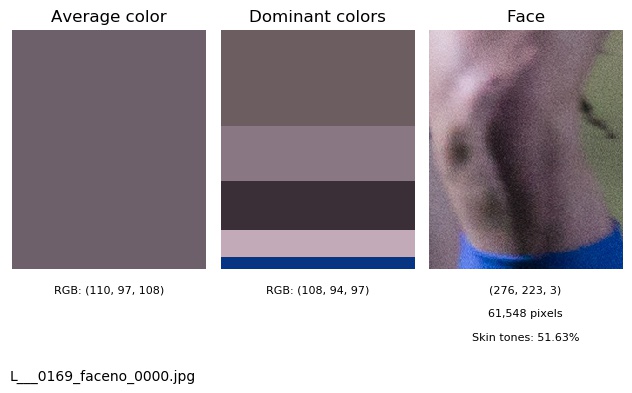 Average color
Dominant colors
Face
RGB: (110, 97, 108)
RGB: (108, 94, 97)
(276, 223, 3)
61,548 pixels
Skin tones: 51.63%
L___0169_faceno_0000.jpg